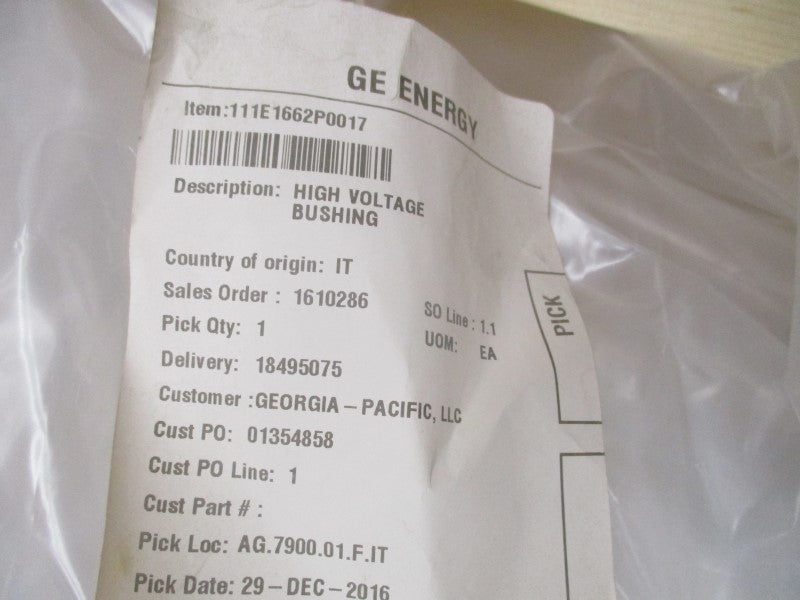 GE ENERGY
Item:111E1662P0017
Description: HIGH VOLTAGE
BUSHING
Country of origin: IT
Sales Order : 1610286 SO Line : 1.1
Pick Qty: 1 UOM: EA
Delivery: 18495075
Customer :GEORGIA-PACIFIC, LLC
Cust PO: 01354858
Cust PO Line: 1
Cust Part # :
Pick Loc: AG.7900.01.F.IT
Pick Date: 29-DEC-2016
PICK